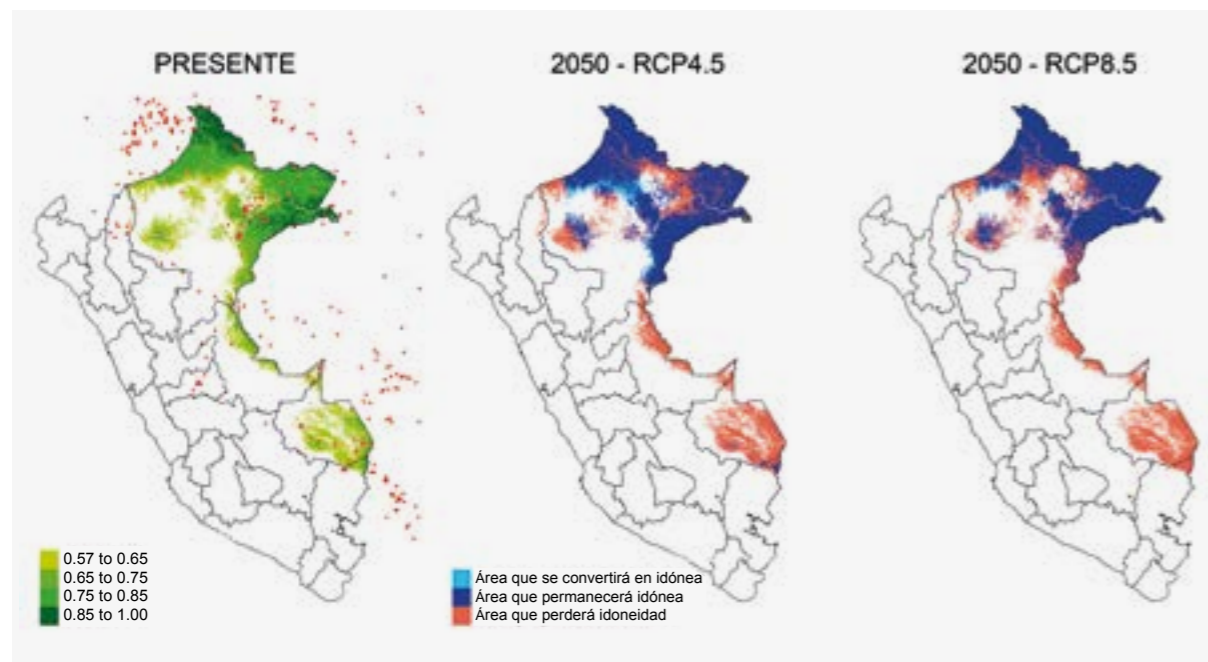 PRESENTE
2050 - RCP4.5
2050 - RCP8.5
0.57 to 0.65
0.65 to 0.75
0.75 to 0.85
0.85 to 1.00
Área que se convertirá en idónea
Área que permanecerá idónea
Área que perderá idoneidad